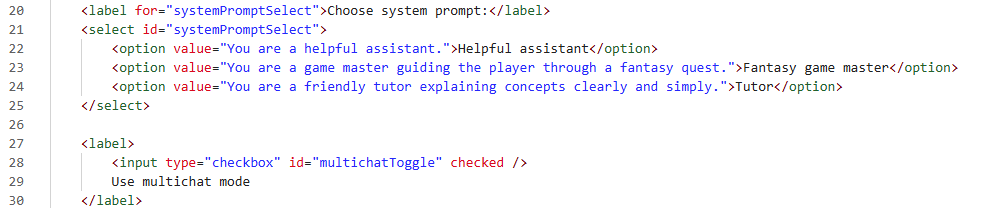 20 <label for="systemPromptSelect">Choose system prompt:</label>
21 <select id="systemPromptSelect">
22     <option value="You are a helpful assistant.">Helpful assistant</option>
23     <option value="You are a game master guiding the player through a fantasy quest.">Fantasy game master</option>
24     <option value="You are a friendly tutor explaining concepts clearly and simply.">Tutor</option>
25 </select>
26
27 <label>
28     <input type="checkbox" id="multichatToggle" checked />
29     Use multichat mode
30 </label>